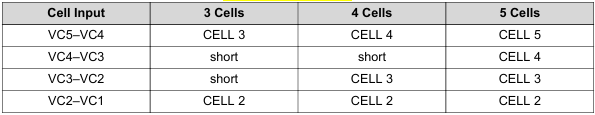 Cell Input 3 Cells 4 Cells 5 Cells
VC5–VC4 CELL 3 CELL 4 CELL 5
VC4–VC3 short short CELL 4
VC3–VC2 short CELL 3 CELL 3
VC2–VC1 CELL 2 CELL 2 CELL 2